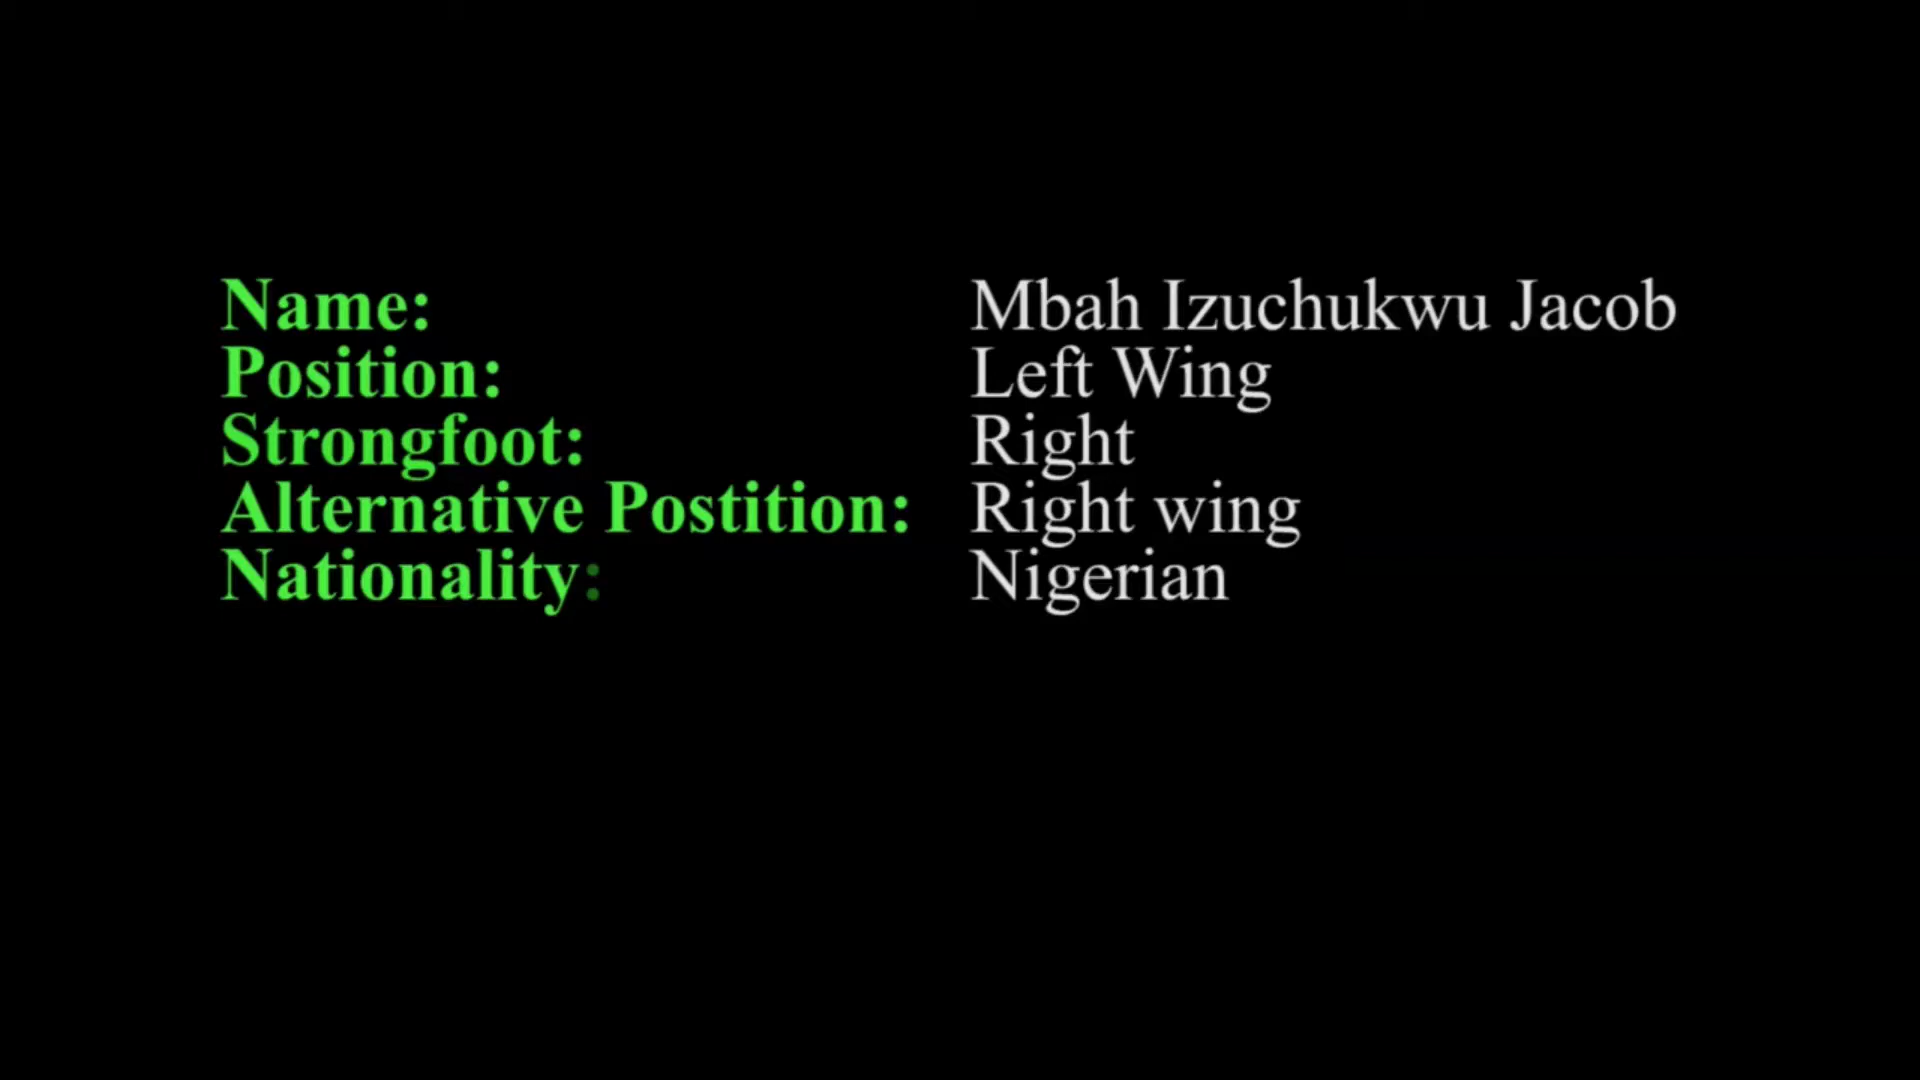 Name: Mbah Izuchukwu Jacob
Position: Left Wing
Strongfoot: Right
Alternative Postition: Right wing
Nationality: Nigerian